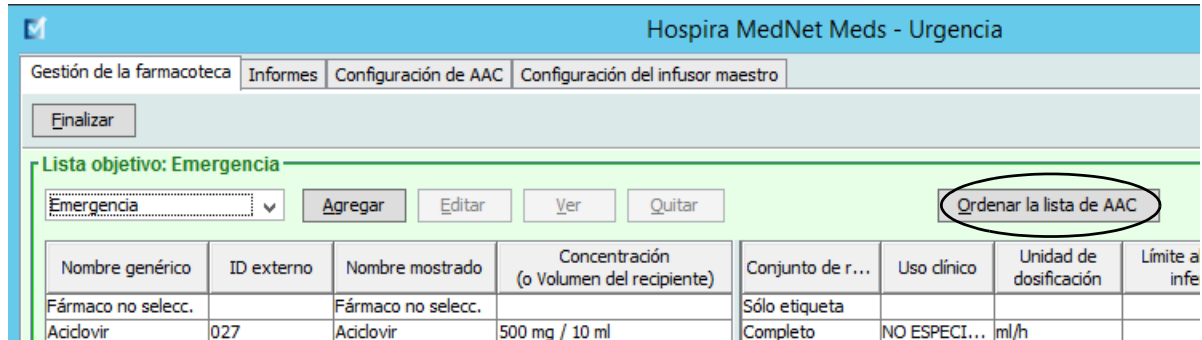 Hospira MedNet Meds - Urgencia
Gestión de la farmacoteca Informes Configuración de AAC Configuración del infusor maestro
Finalizar
Lista objetivo: Emergencia
Emergencia Agregar Editar Ver Quitar Ordenar la lista de AAC
Nombre genérico ID externo Nombre mostrado Concentración (o Volumen del recipiente) Conjunto de r... Uso clínico Unidad de dosificación Límite
Fármaco no selecc. Fármaco no selecc. Sólo etiqueta
Aciclovir 027 Aciclovir 500 mg / 10 ml Completo NO ESPECI... ml/h